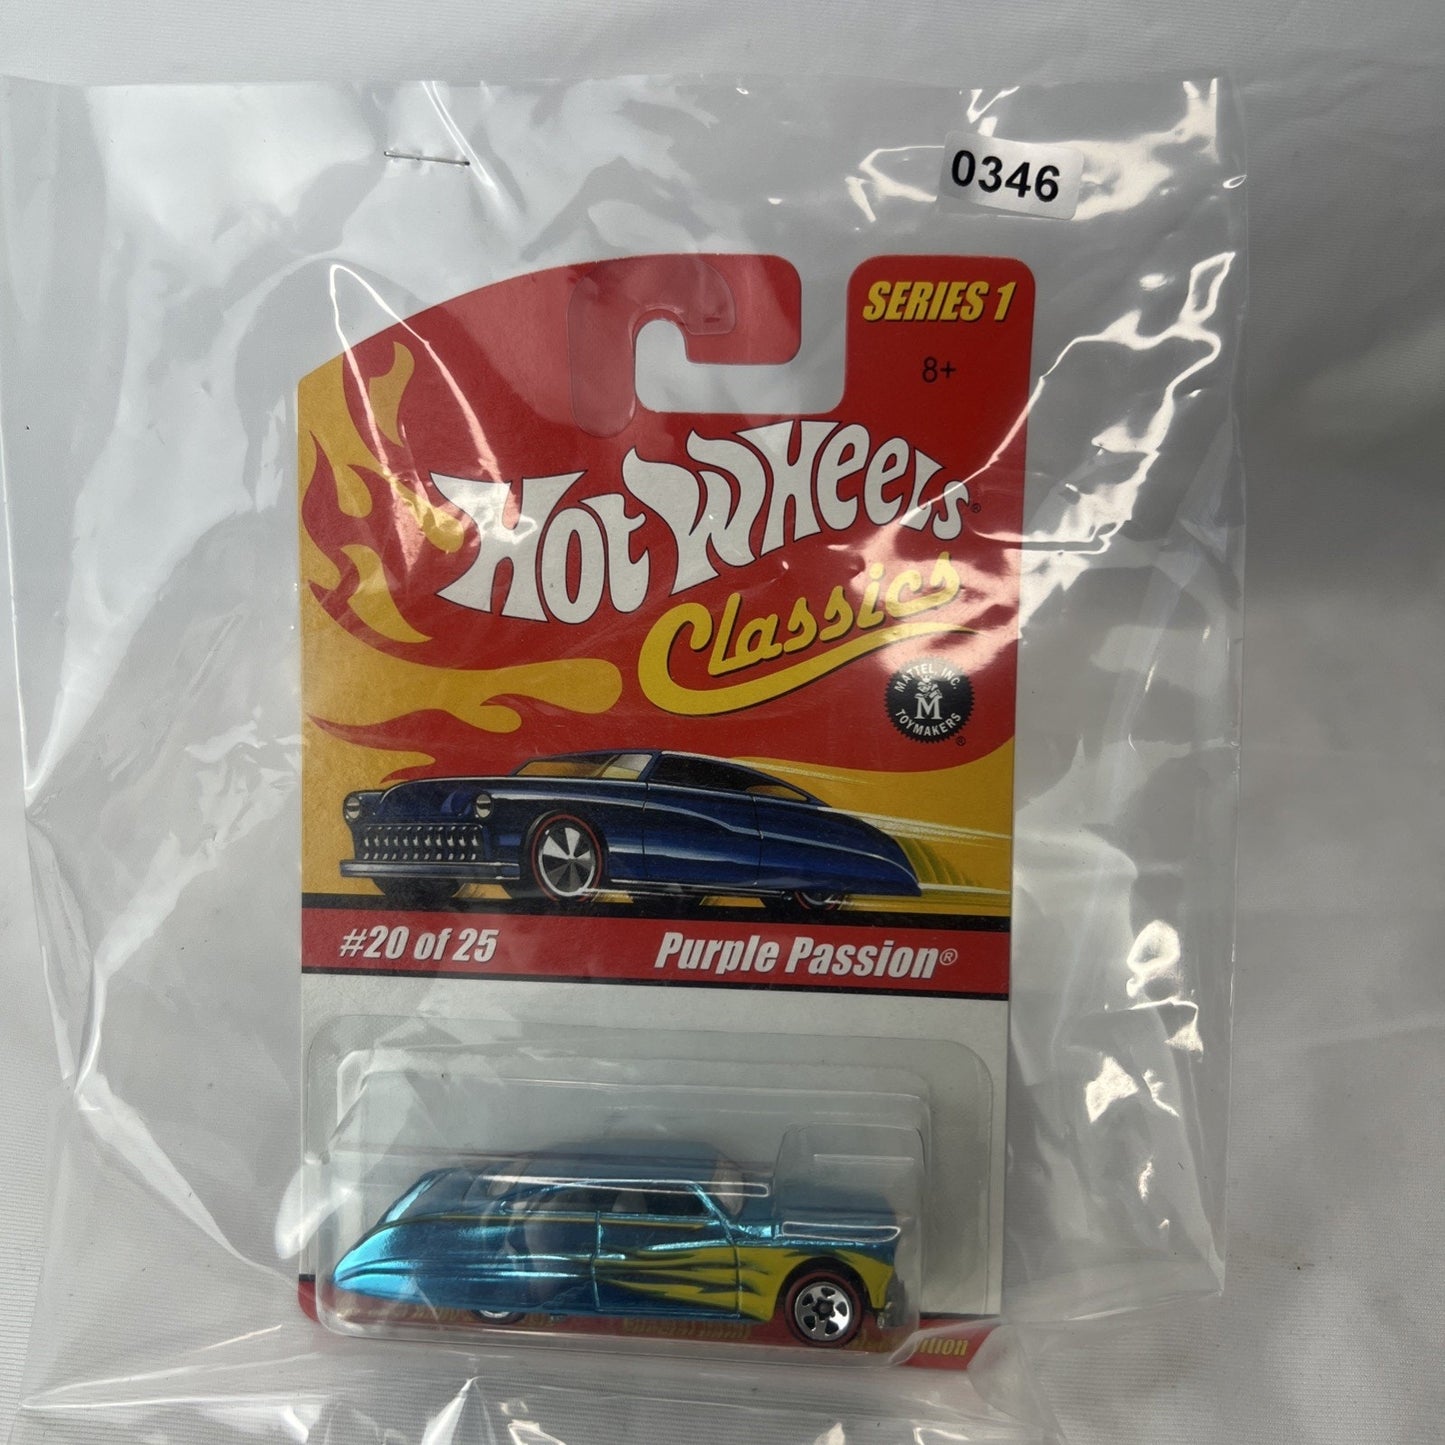 0346
SERIES 1
8+
HOT WHEELS®
Classics
MATTEL, INC.
M
TOYMAKERS ®
#20 of 25
Purple Passion®